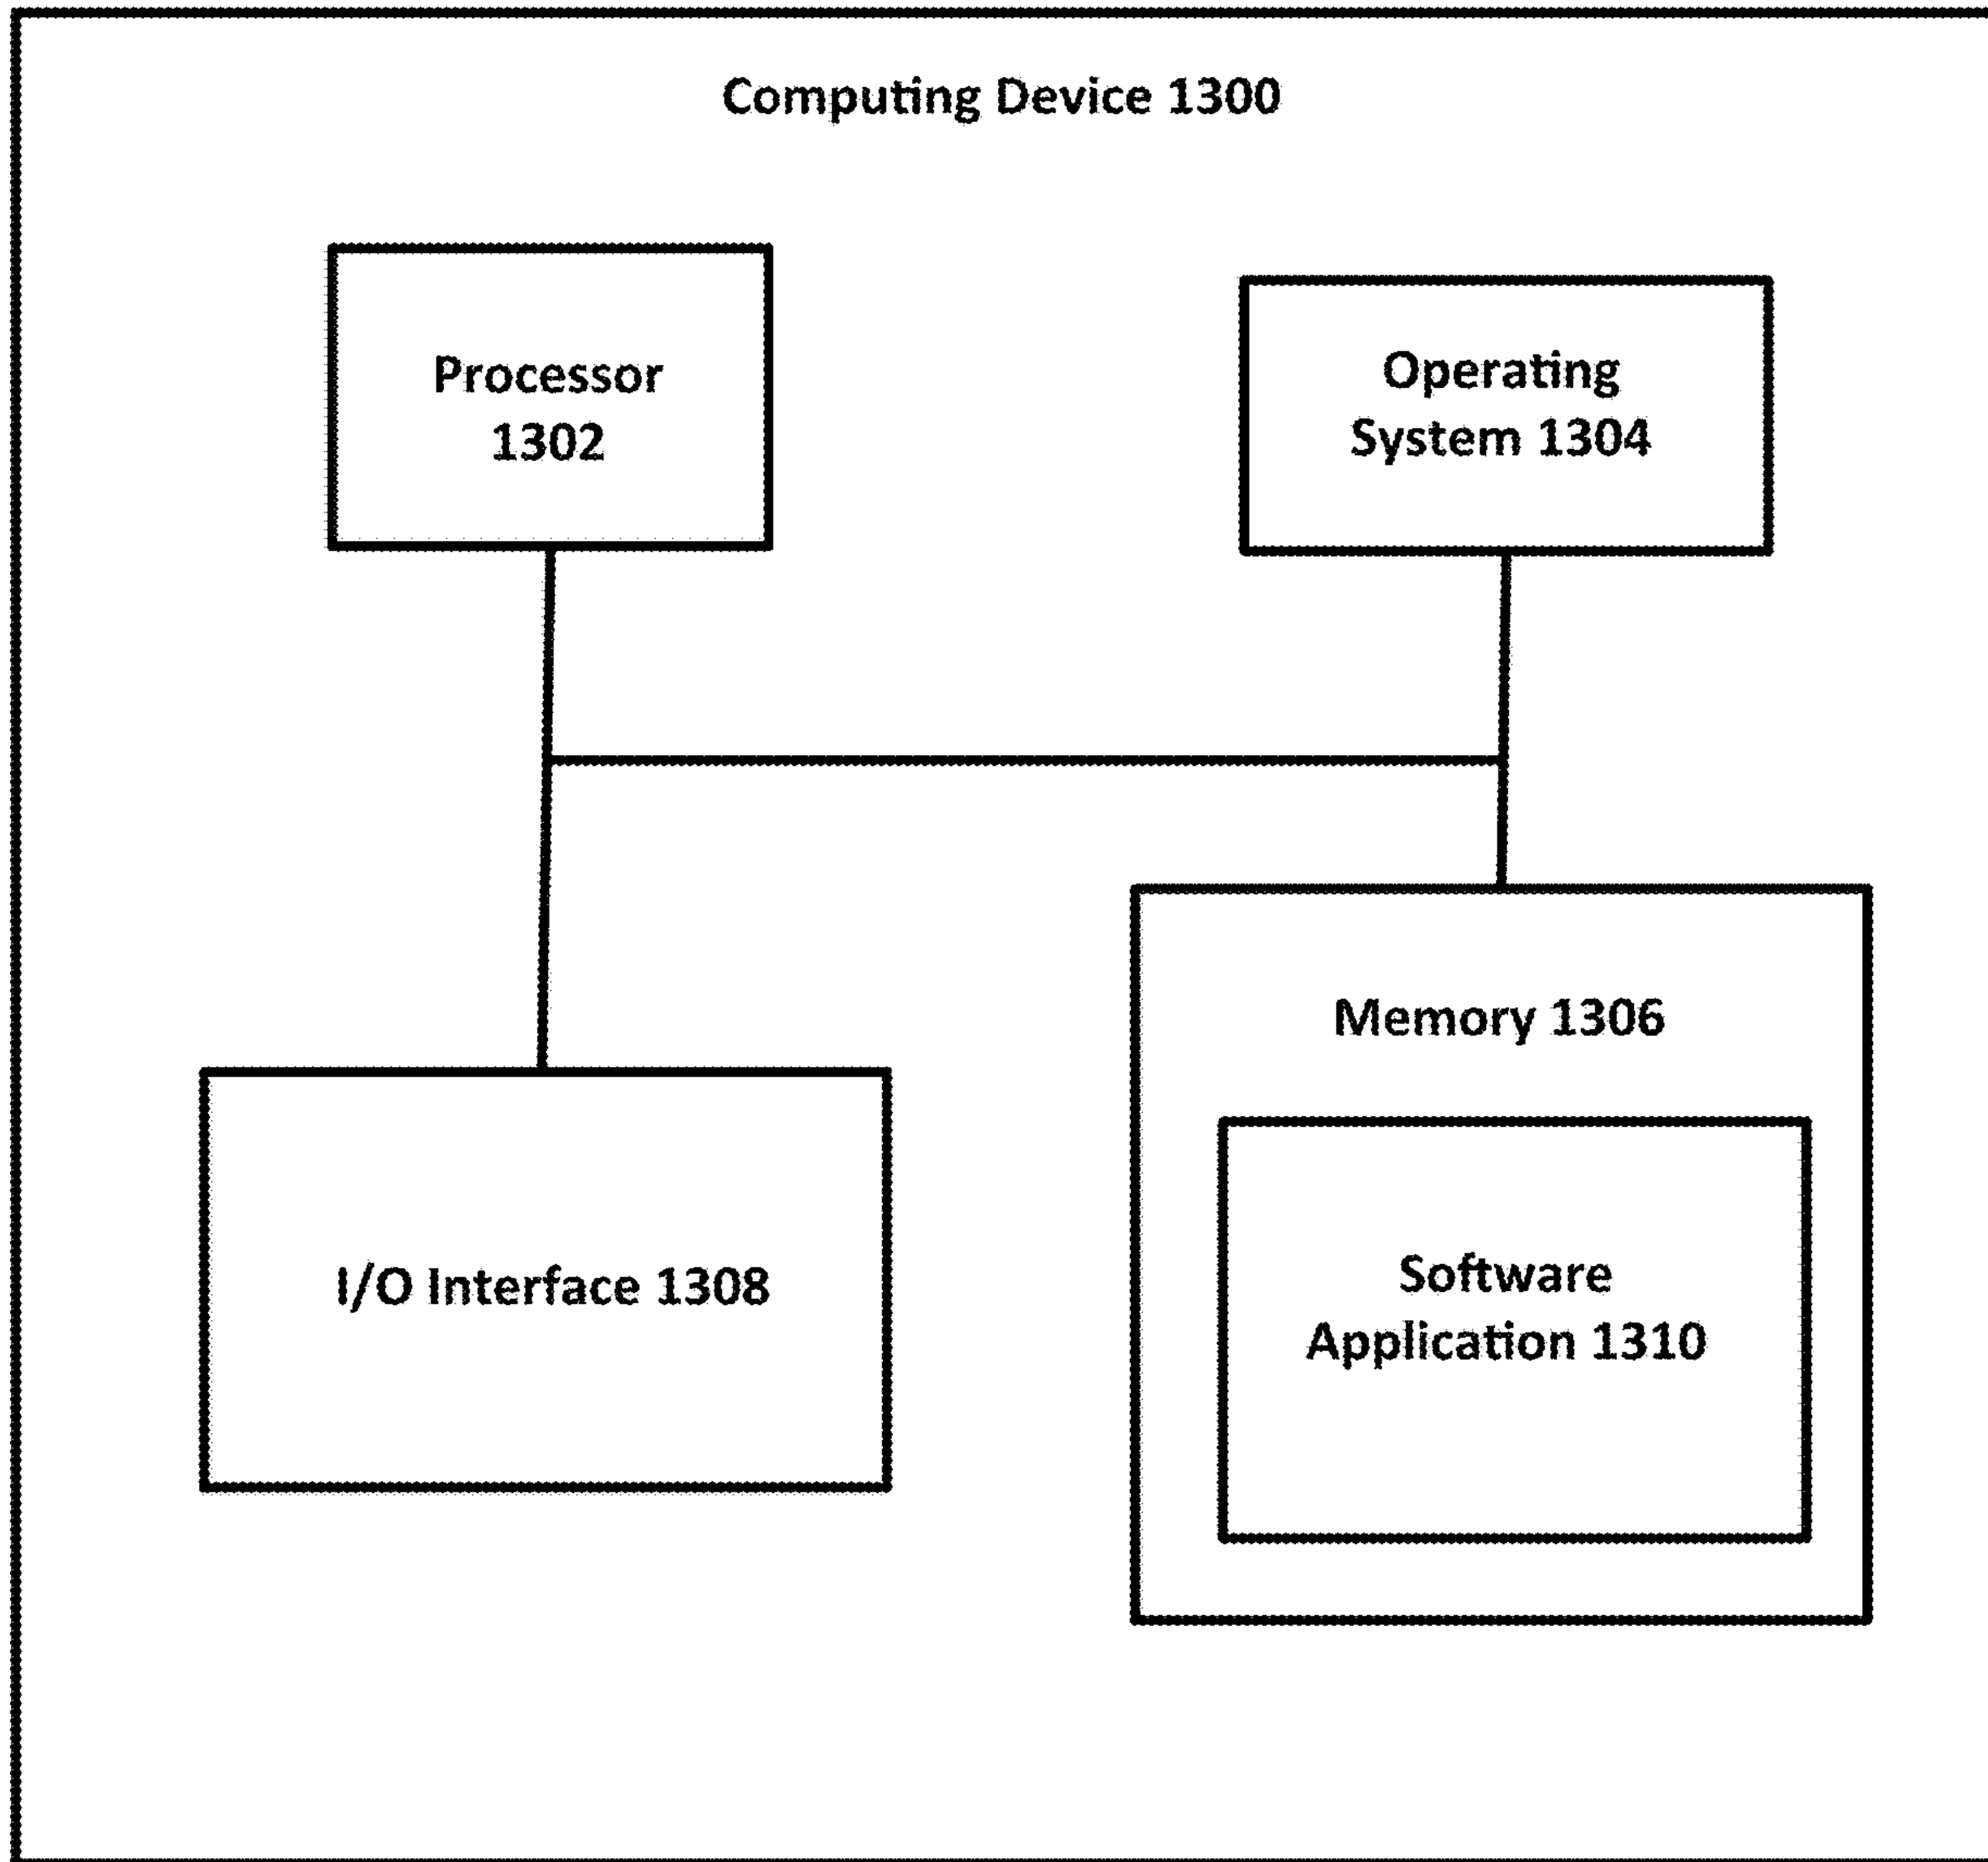 Computing Device 1300
Processor
1302
Operating
System 1304
Memory 1306
I/O Interface 1308
Software
Application 1310